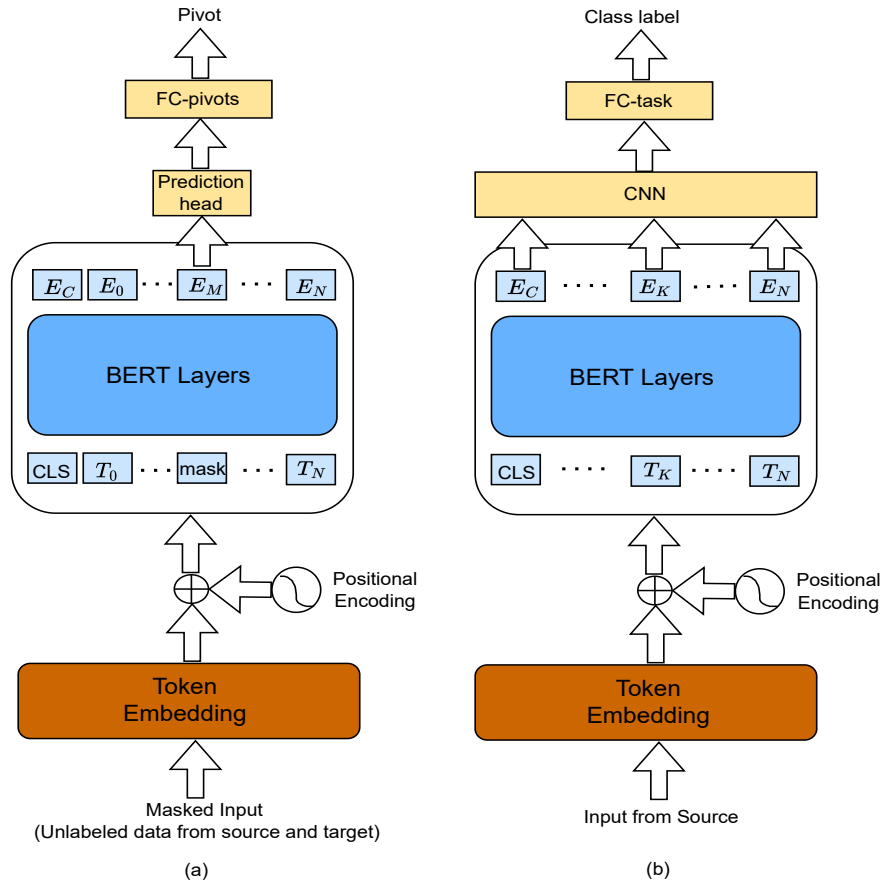 Pivot
FC-pivots
Prediction
head
E_C E_0 ··· E_M ··· E_N
BERT Layers
CLS T_0 ··· mask ··· T_N
Positional
Encoding
Token
Embedding
Masked Input
(Unlabeled data from source and target)
(a)
Class label
FC-task
CNN
E_C ···· E_K ···· E_N
BERT Layers
CLS ···· T_K ···· T_N
Positional
Encoding
Token
Embedding
Input from Source
(b)